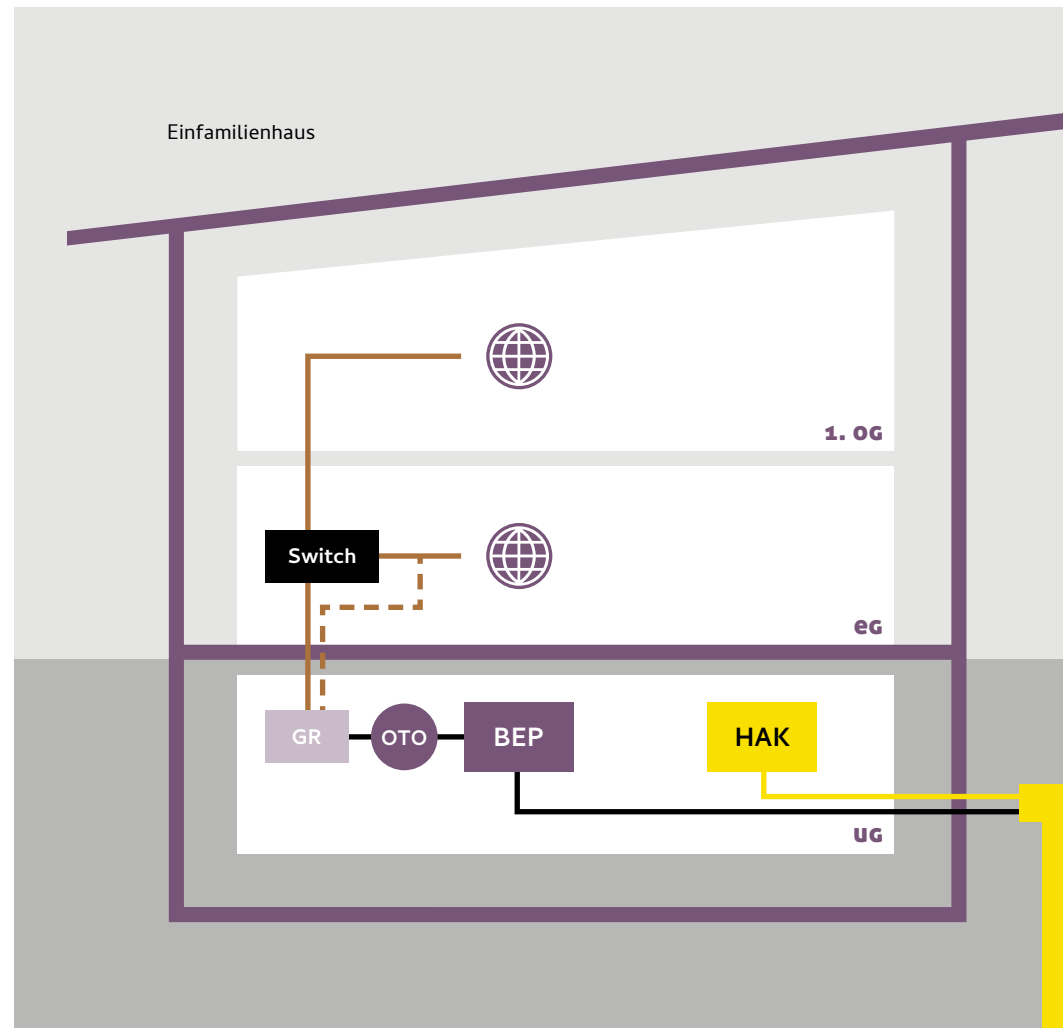 Einfamilienhaus
1. OG
Switch
eG
GR
OTO
BEP
HAK
UG